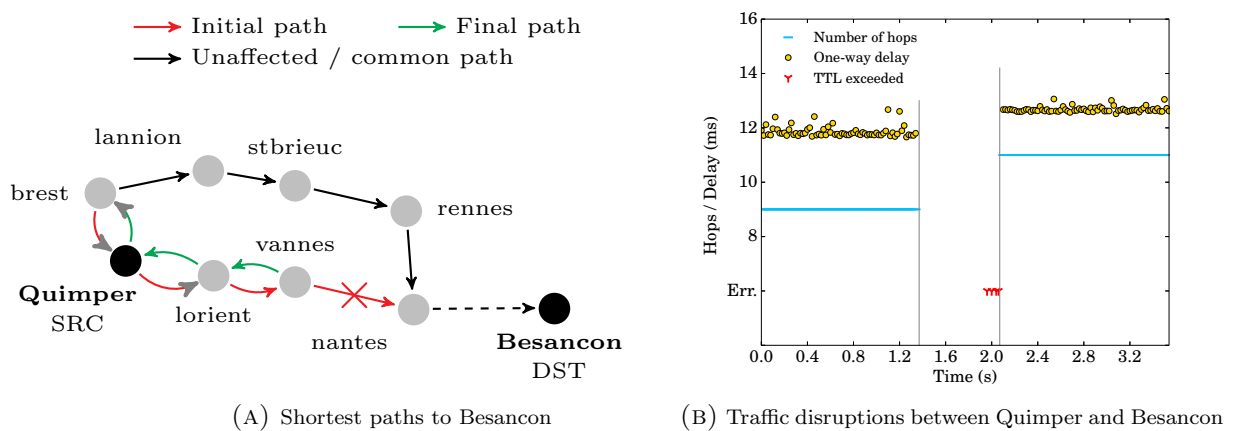 Initial path
Final path
Unaffected / common path
lannion
stbrieuc
brest
rennes
vannes
Quimper
SRC
lorient
nantes
Besancon
DST
(A) Shortest paths to Besancon
16
14
12
10
8
Err.
Hops / Delay (ms)
Number of hops
One-way delay
TTL exceeded
0.0 0.4 0.8 1.2 1.6 2.0 2.4 2.8 3.2
Time (s)
(B) Traffic disruptions between Quimper and Besancon